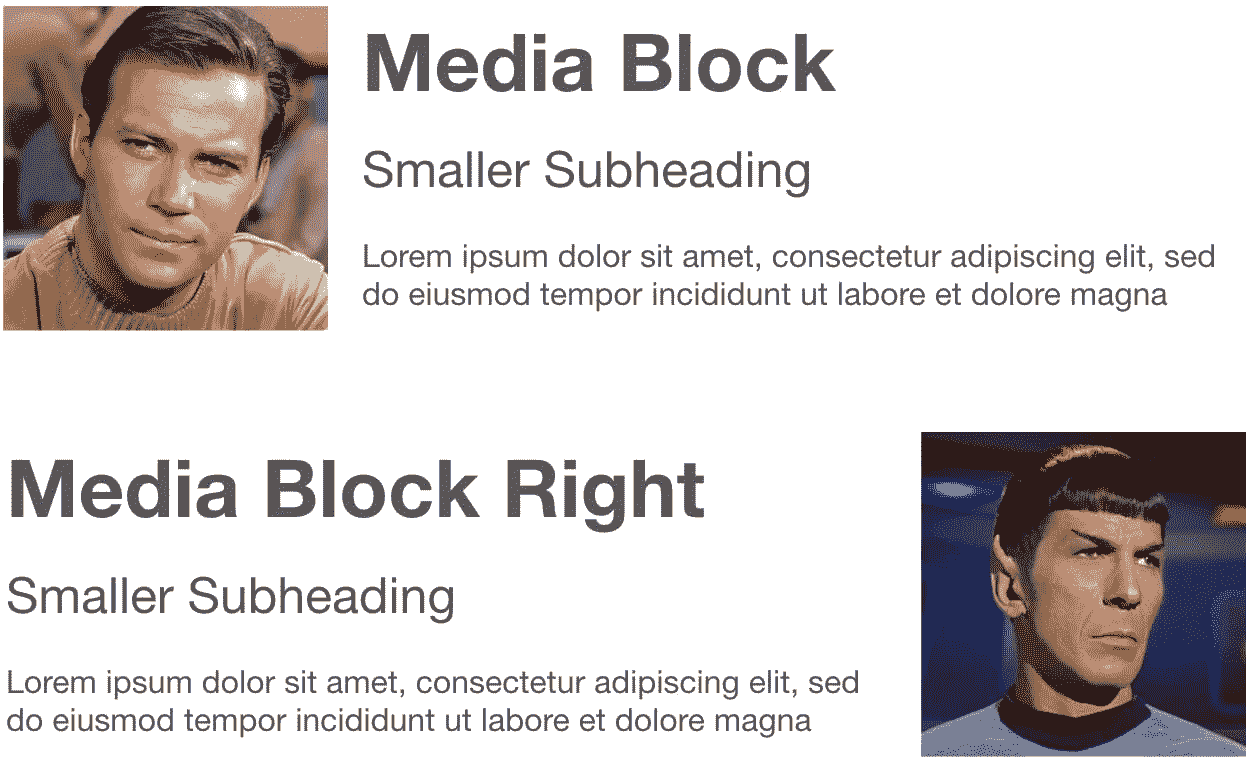 Media Block
Smaller Subheading
Lorem ipsum dolor sit amet, consectetur adipiscing elit, sed
do eiusmod tempor incididunt ut labore et dolore magna
Media Block Right
Smaller Subheading
Lorem ipsum dolor sit amet, consectetur adipiscing elit, sed
do eiusmod tempor incididunt ut labore et dolore magna